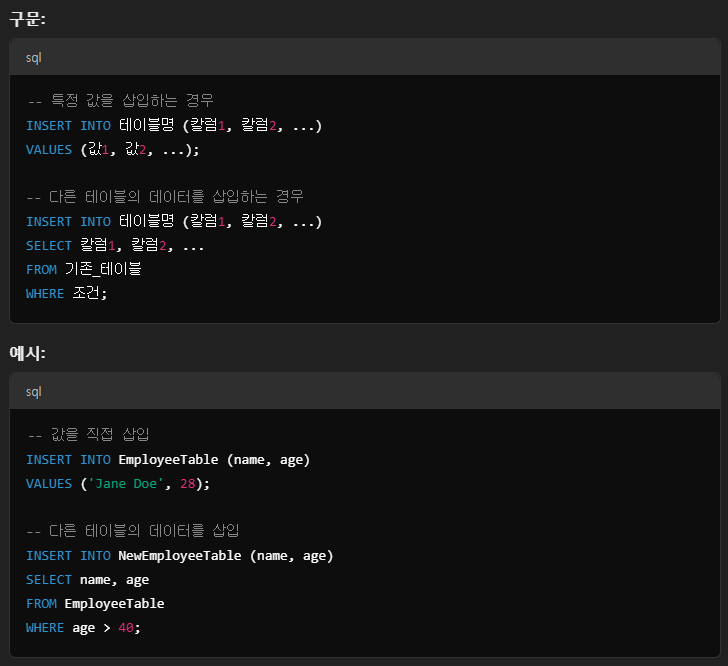 구문:
sql
-- 특정 값을 삽입하는 경우
INSERT INTO 테이블명 (칼럼1, 칼럼2, ...)
VALUES (값1, 값2, ...);
-- 다른 테이블의 데이터를 삽입하는 경우
INSERT INTO 테이블명 (칼럼1, 칼럼2, ...)
SELECT 칼럼1, 칼럼2, ...
FROM 기존_테이블
WHERE 조건;
예시:
sql
-- 값을 직접 삽입
INSERT INTO EmployeeTable (name, age)
VALUES ('Jane Doe', 28);
-- 다른 테이블의 데이터를 삽입
INSERT INTO NewEmployeeTable (name, age)
SELECT name, age
FROM EmployeeTable
WHERE age > 40;